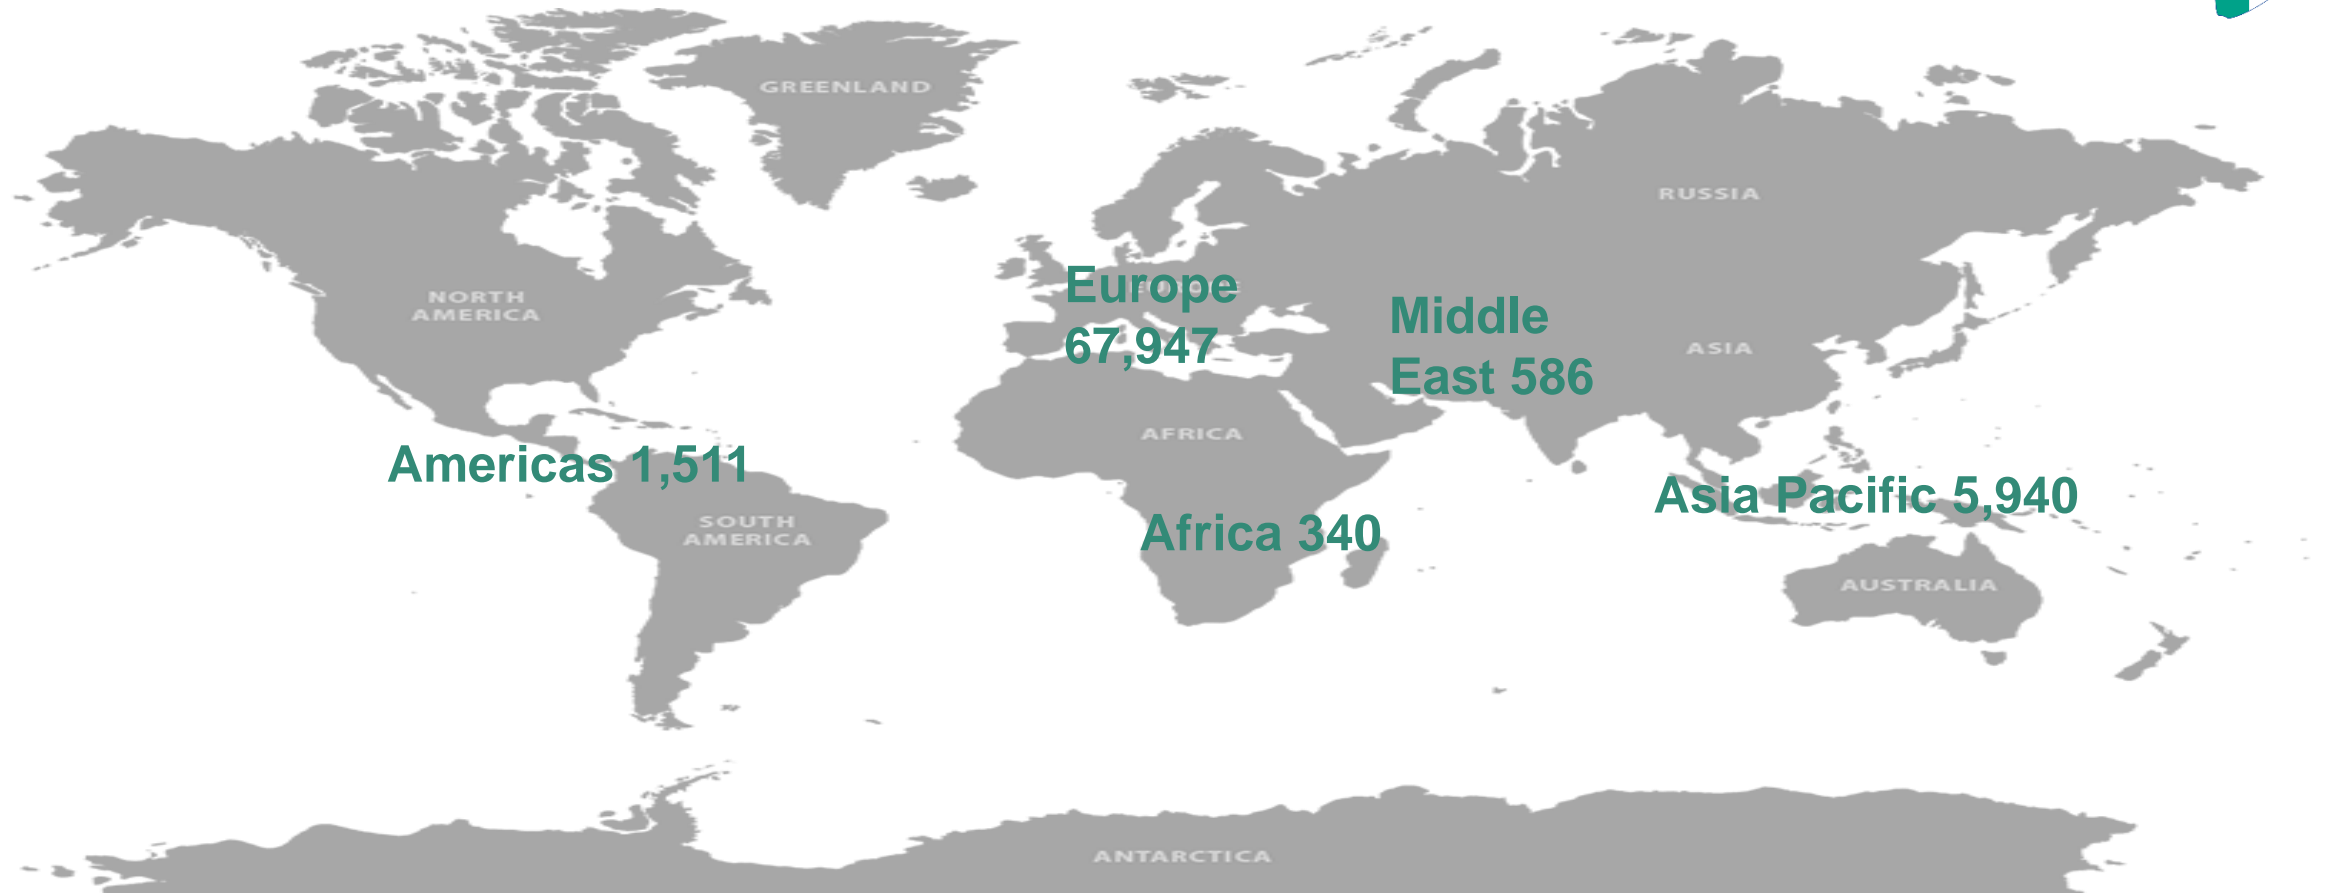 GREENLAND
RUSSIA
Europe
EUROPE
67,947
NORTH
AMERICA
Middle
East 586
ASIA
AFRICA
Americas 1,511
Asia Pacific 5,940
SOUTH
AMERICA
Africa 340
AUSTRALIA
ANTARCTICA